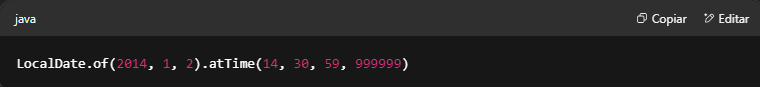 java
Copiar
Editar
LocalDate.of(2014, 1, 2).atTime(14, 30, 59, 999999)